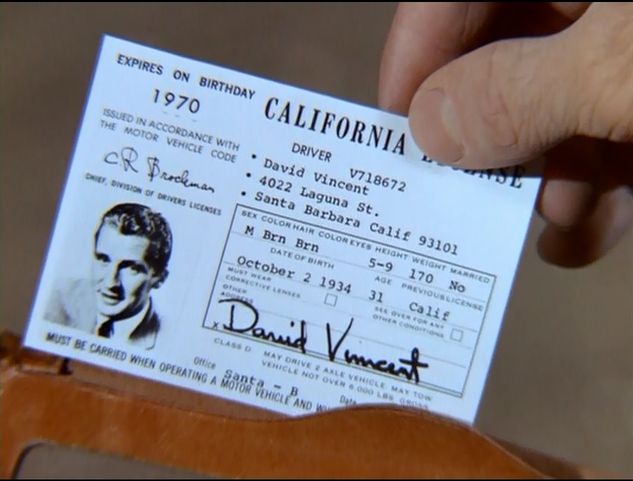 EXPIRES ON BIRTHDAY
1970
CALIFORNIA LICENSE
ISSUED IN ACCORDANCE WITH
THE MOTOR VEHICLE CODE
DRIVER V718672
• David Vincent
• 4022 Laguna St.
• Santa Barbara Calif 93101
CHIEF, DIVISION OF DRIVERS LICENSES
SEX COLOR HAIR COLOR EYES HEIGHT WEIGHT MARRIED
M Brn Brn 5-9 170 No
DATE OF BIRTH AGE PREVIOUS LICENSE
October 2 1934 31 Calif
MUST WEAR
CORRECTIVE LENSES
SEE OVER FOR ANY
OTHER CONDITIONS
OTHER
ADDRESS
X David Vincent
CLASS D MAY DRIVE 2 AXLE VEHICLE. MAY TOW
VEHICLE NOT OVER 6,000 LBS. GROSS
Office Santa - B
MUST BE CARRIED WHEN OPERATING A MOTOR VEHICLE AND